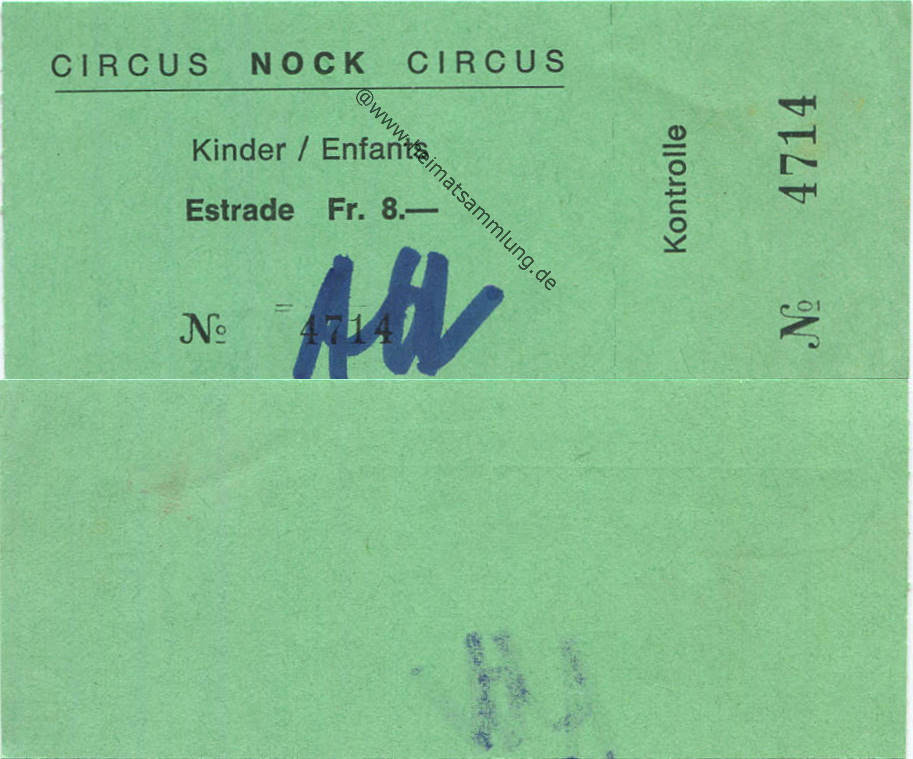 CIRCUS NOCK CIRCUS
Kinder / Enfants
Estrade Fr. 8.—
№ 4714
Kontrolle
№ 4714
@www.heimatsammlung.de